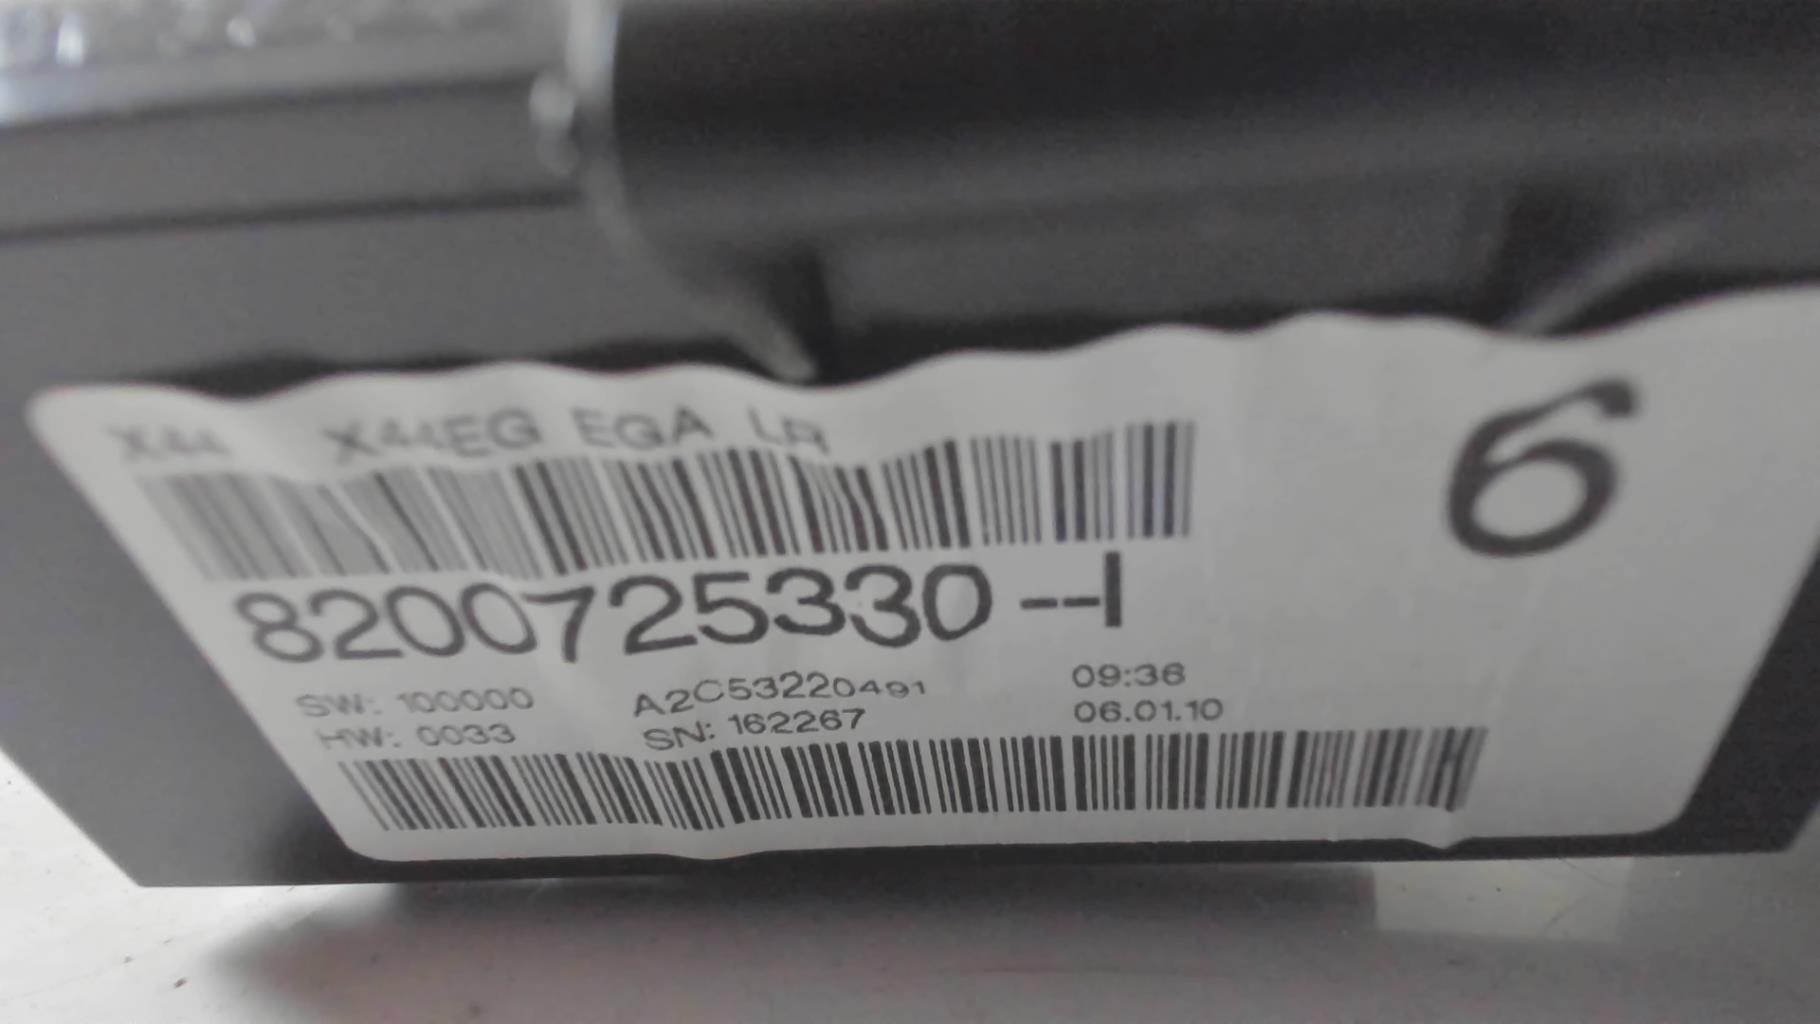 X44 X44EG EGA LR
6
8200725330--I
SW: 100000 A2C53220491 09:36
HW: 0033 SN: 162267 06.01.10